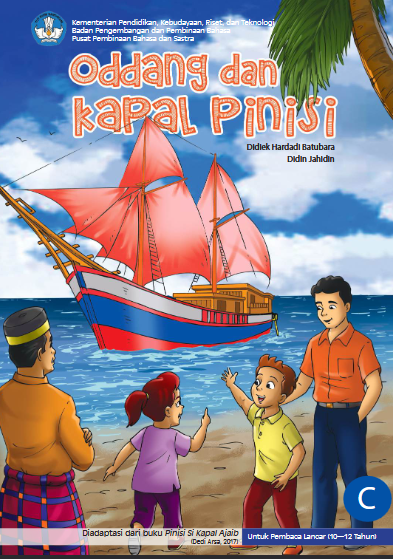 Kementerian Pendidikan, Kebudayaan, Riset, dan Teknologi
Badan Pengembangan dan Pembinaan Bahasa
Pusat Pembinaan Bahasa dan Sastra
Oddang dan
Kapal Pinisi
Didiek Hardadi Batubara
Didin Jahidin
C
Diadaptasi dari buku Pinisi Si Kapal Ajaib
(Dedi Arsa, 2017)
Untuk Pembaca Lancar (10—12 Tahun)